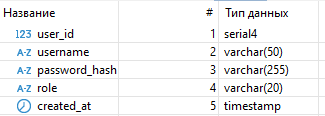 Название # Тип данных
123 user_id 1 serial4
A-Z username 2 varchar(50)
A-Z password_hash 3 varchar(255)
A-Z role 4 varchar(20)
created_at 5 timestamp